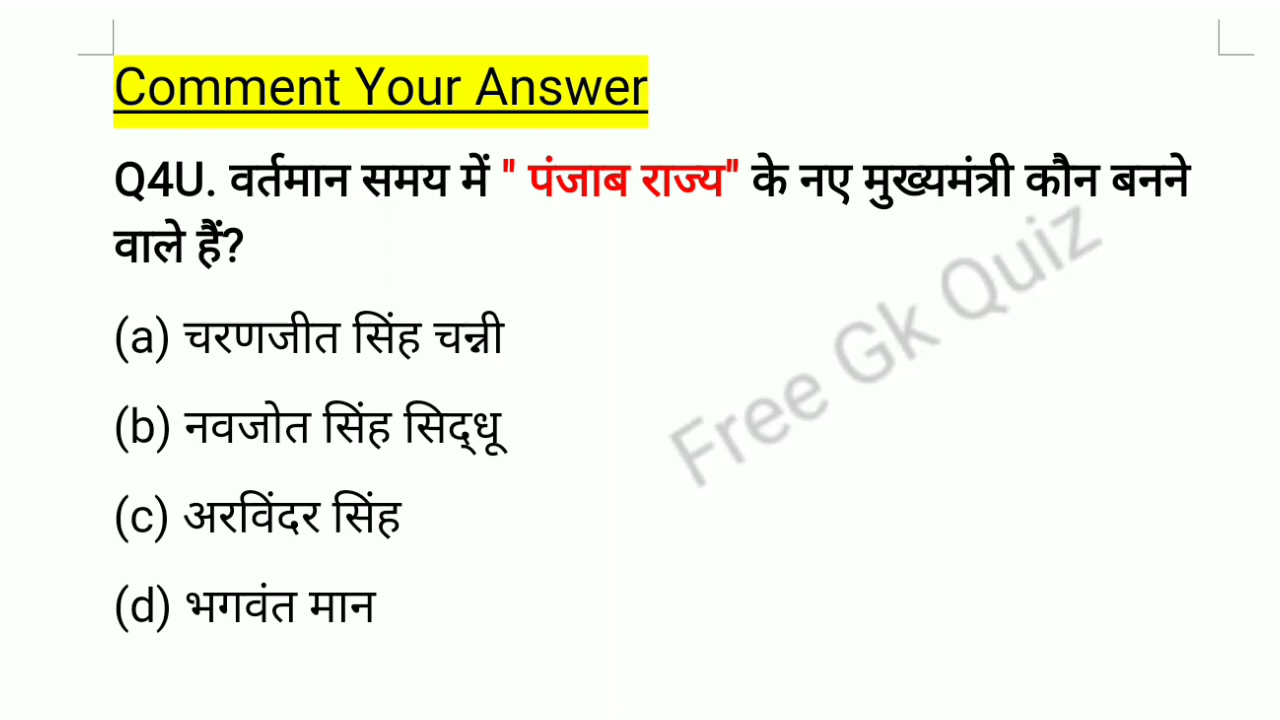 Comment Your Answer
Q4U. वर्तमान समय में " पंजाब राज्य" के नए मुख्यमंत्री कौन बनने
वाले हैं?
(a) चरणजीत सिंह चन्नी
(b) नवजोत सिंह सिद्धू
(c) अरविंदर सिंह
(d) भगवंत मान
Free Gk Quiz